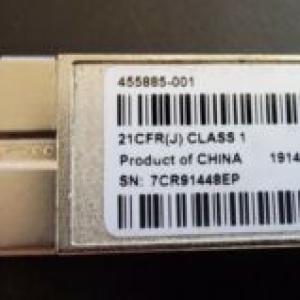 455885-001
21CFR(J) CLASS 1
Product of CHINA 1914
SN: 7CR91448EP